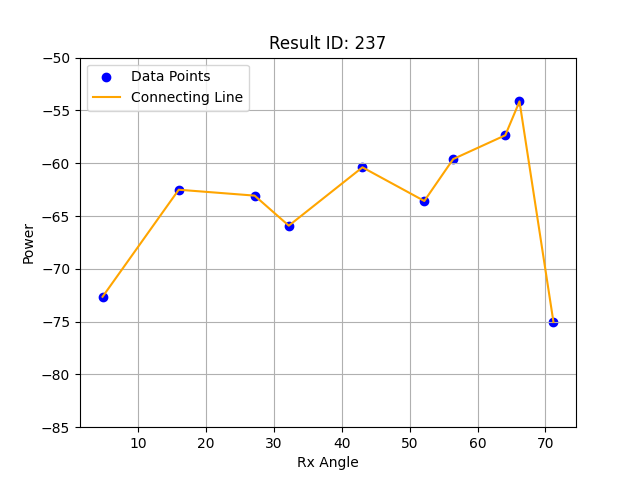 Result ID: 237
Data Points
Connecting Line
Power
−50
−55
−60
−65
−70
−75
−80
−85
10 20 30 40 50 60 70
Rx Angle